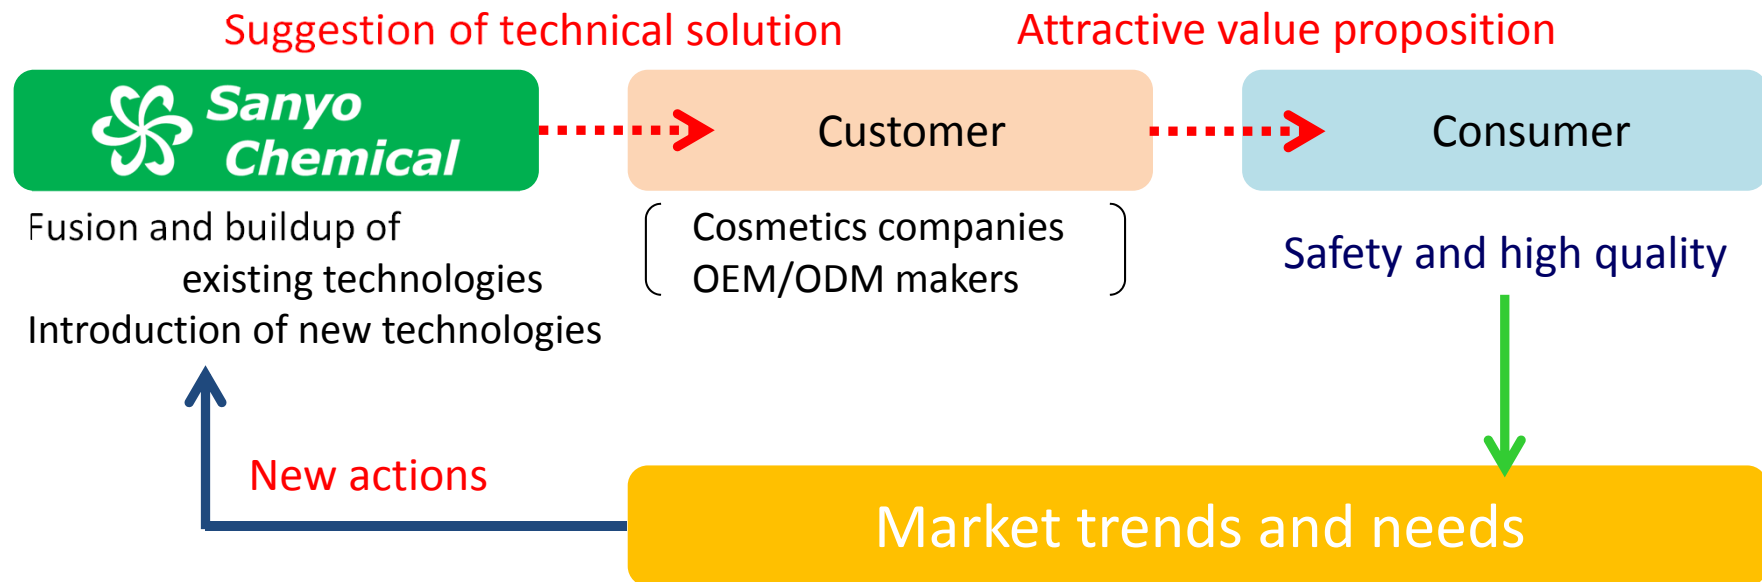 Suggestion of technical solution
Attractive value proposition
Sanyo
Chemical
Customer
Consumer
Fusion and buildup of
existing technologies
Introduction of new technologies
Cosmetics companies
OEM/ODM makers
Safety and high quality
New actions
Market trends and needs